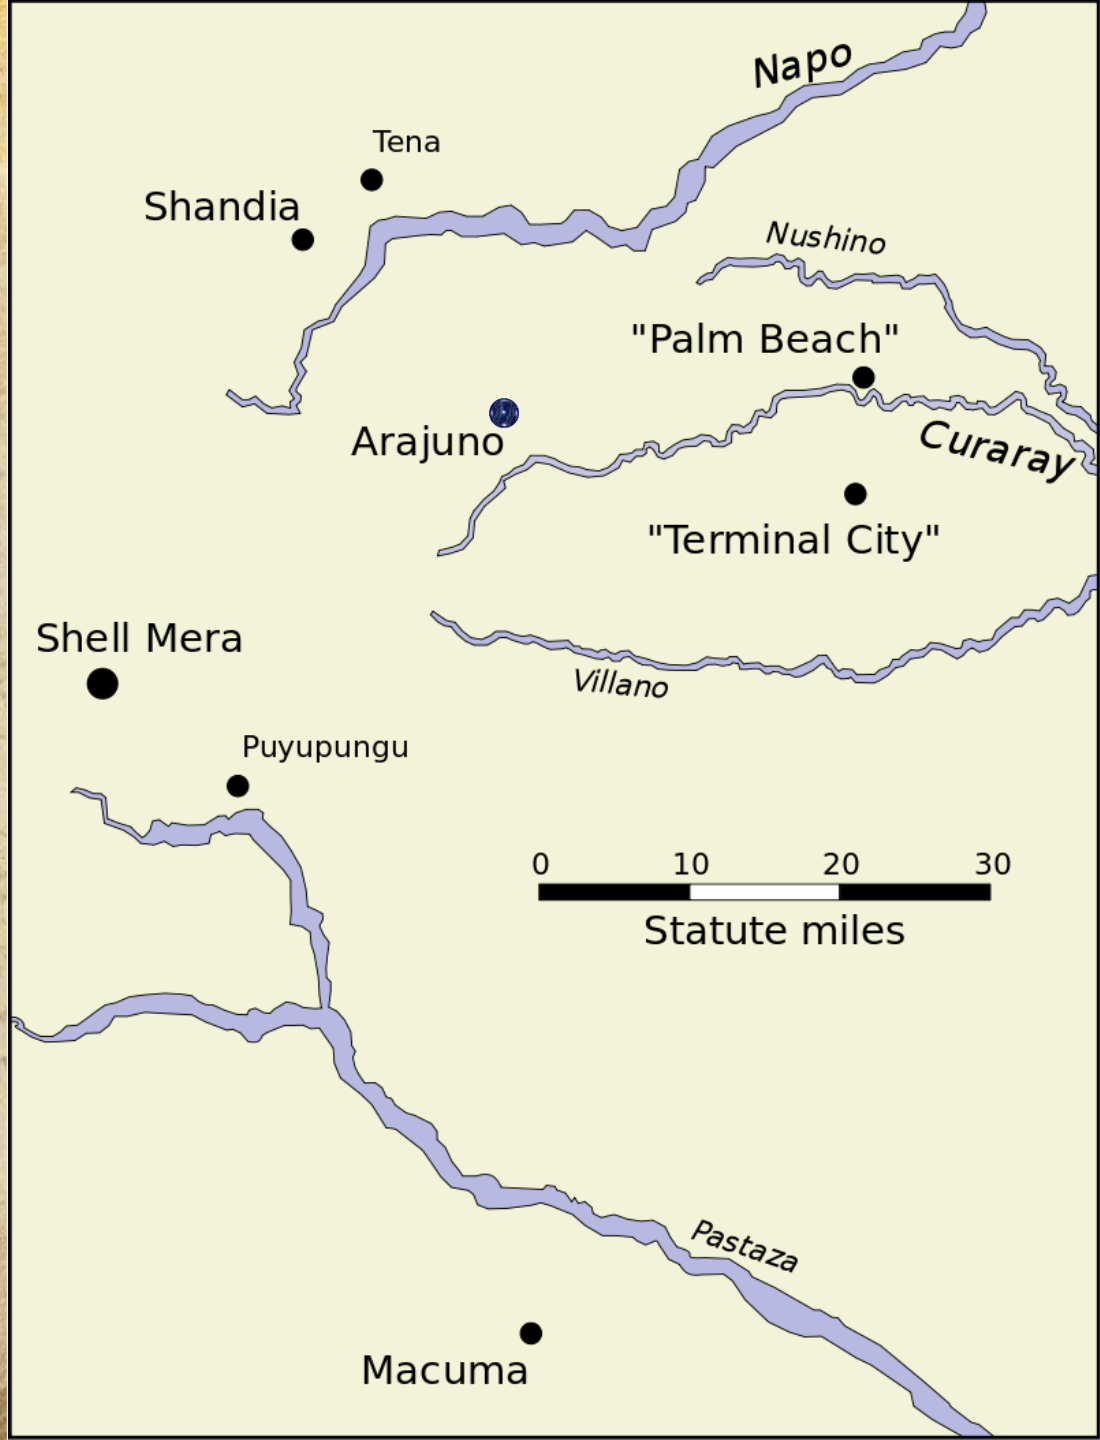 Napo
Tena
Shandia
Nushino
"Palm Beach"
Arajuno
Curaray
"Terminal City"
Shell Mera
Villano
Puyupungu
0 10 20 30
Statute miles
Pastaza
Macuma